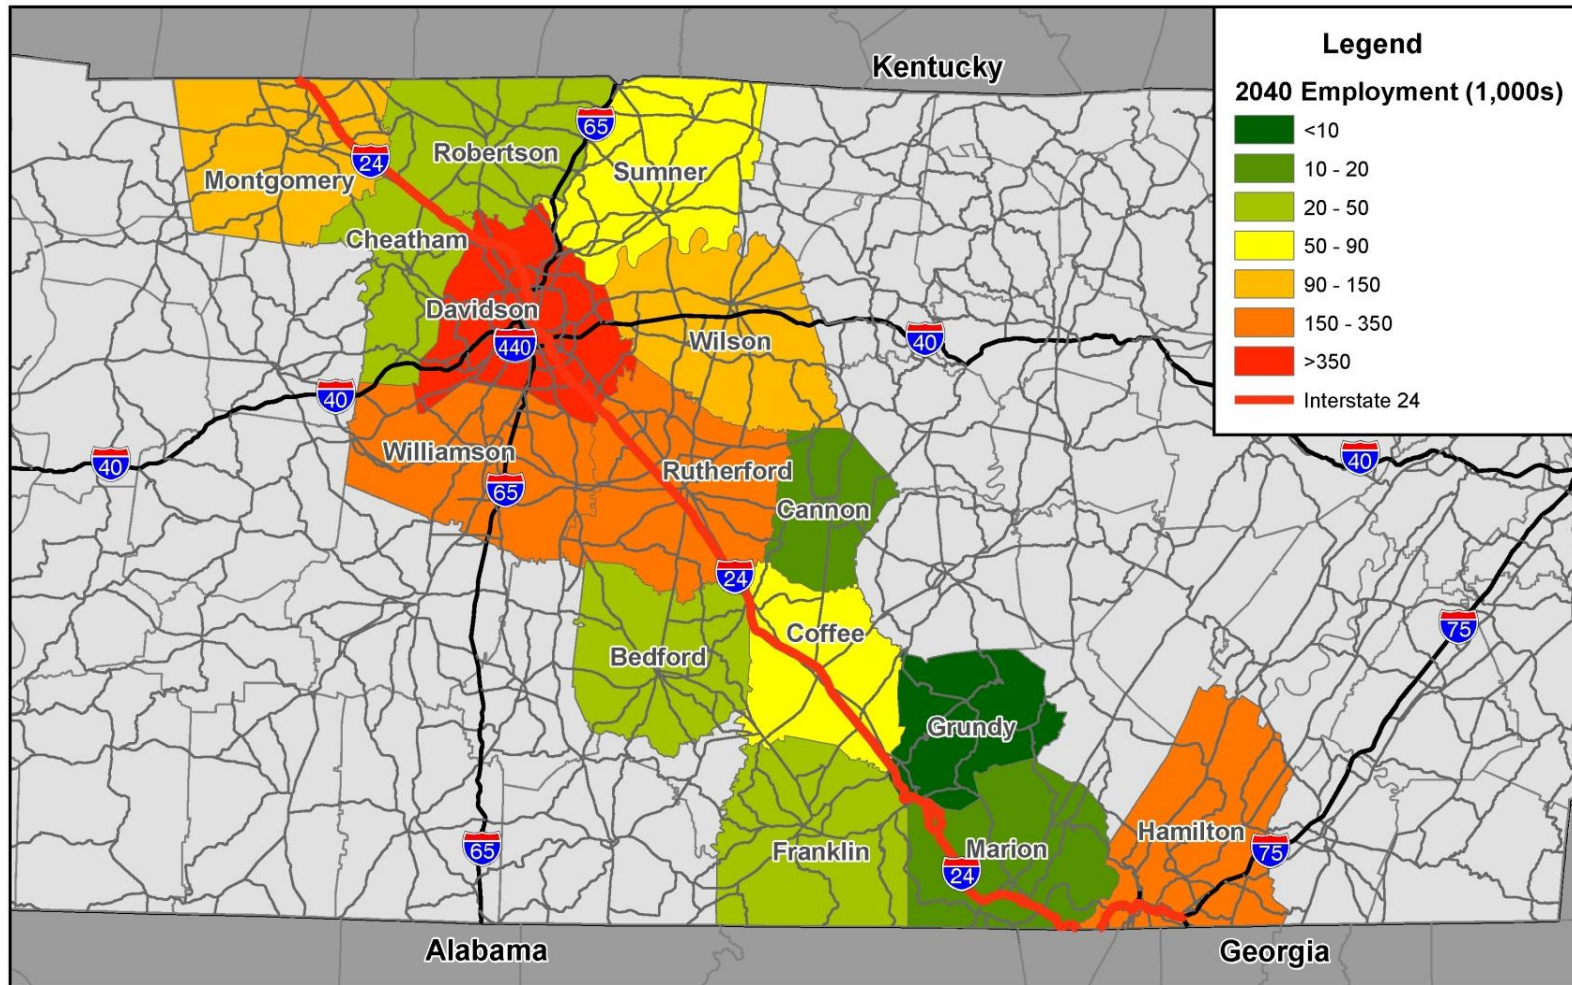 Kentucky
Legend
2040 Employment (1,000s)
<10
10 - 20
20 - 50
50 - 90
90 - 150
150 - 350
>350
Interstate 24
65
Robertson
Sumner
24
Montgomery
Cheatham
Davidson
440
Wilson
40
40
Williamson
40
Rutherford
40
65
Cannon
24
Coffee
75
Bedford
Grundy
65
Franklin
Marion
Hamilton
75
24
Alabama
Georgia